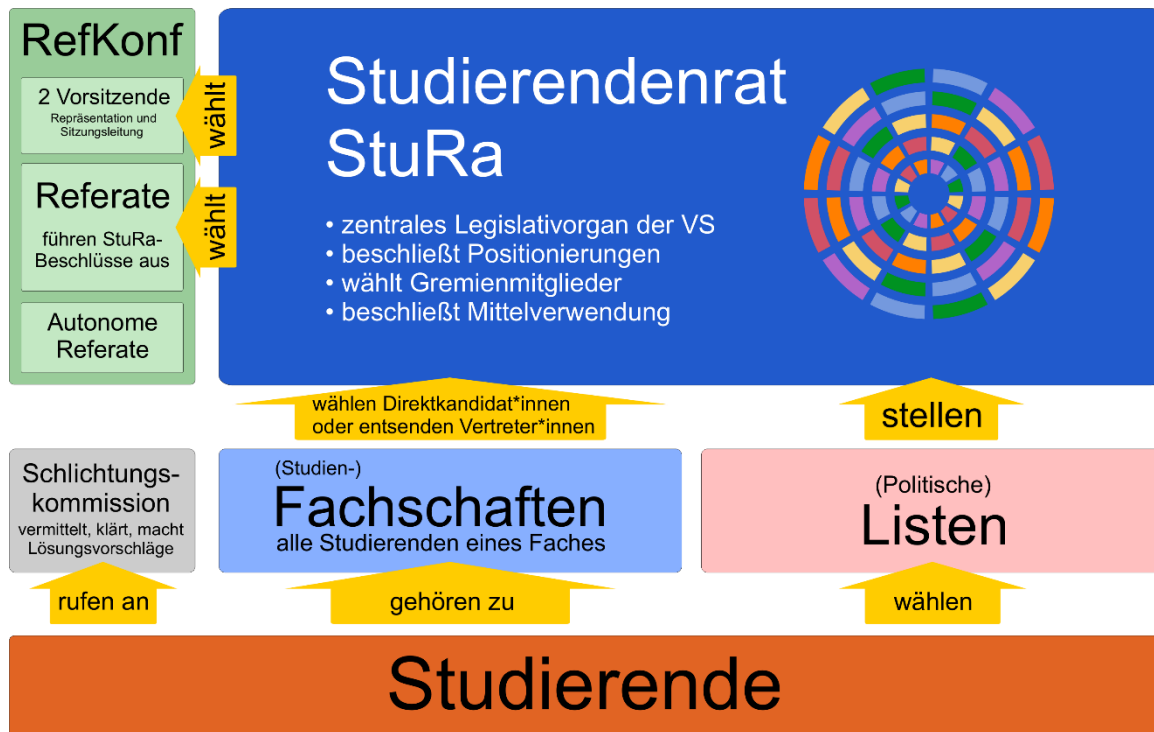 RefKonf
2 Vorsitzende
Repräsentation und
Sitzungsleitung
wählt
Referate
führen StuRa-
Beschlüsse aus
wählt
Autonome
Referate
Studierendenrat
StuRa
• zentrales Legislativorgan der VS
• beschließt Positionierungen
• wählt Gremienmitglieder
• beschließt Mittelverwendung
wählen Direktkandidat*innen
oder entsenden Vertreter*innen
stellen
Schlichtungs-
kommission
vermittelt, klärt, macht
Lösungsvorschläge
(Studien-)
Fachschaften
alle Studierenden eines Faches
(Politische)
Listen
rufen an
gehören zu
wählen
Studierende